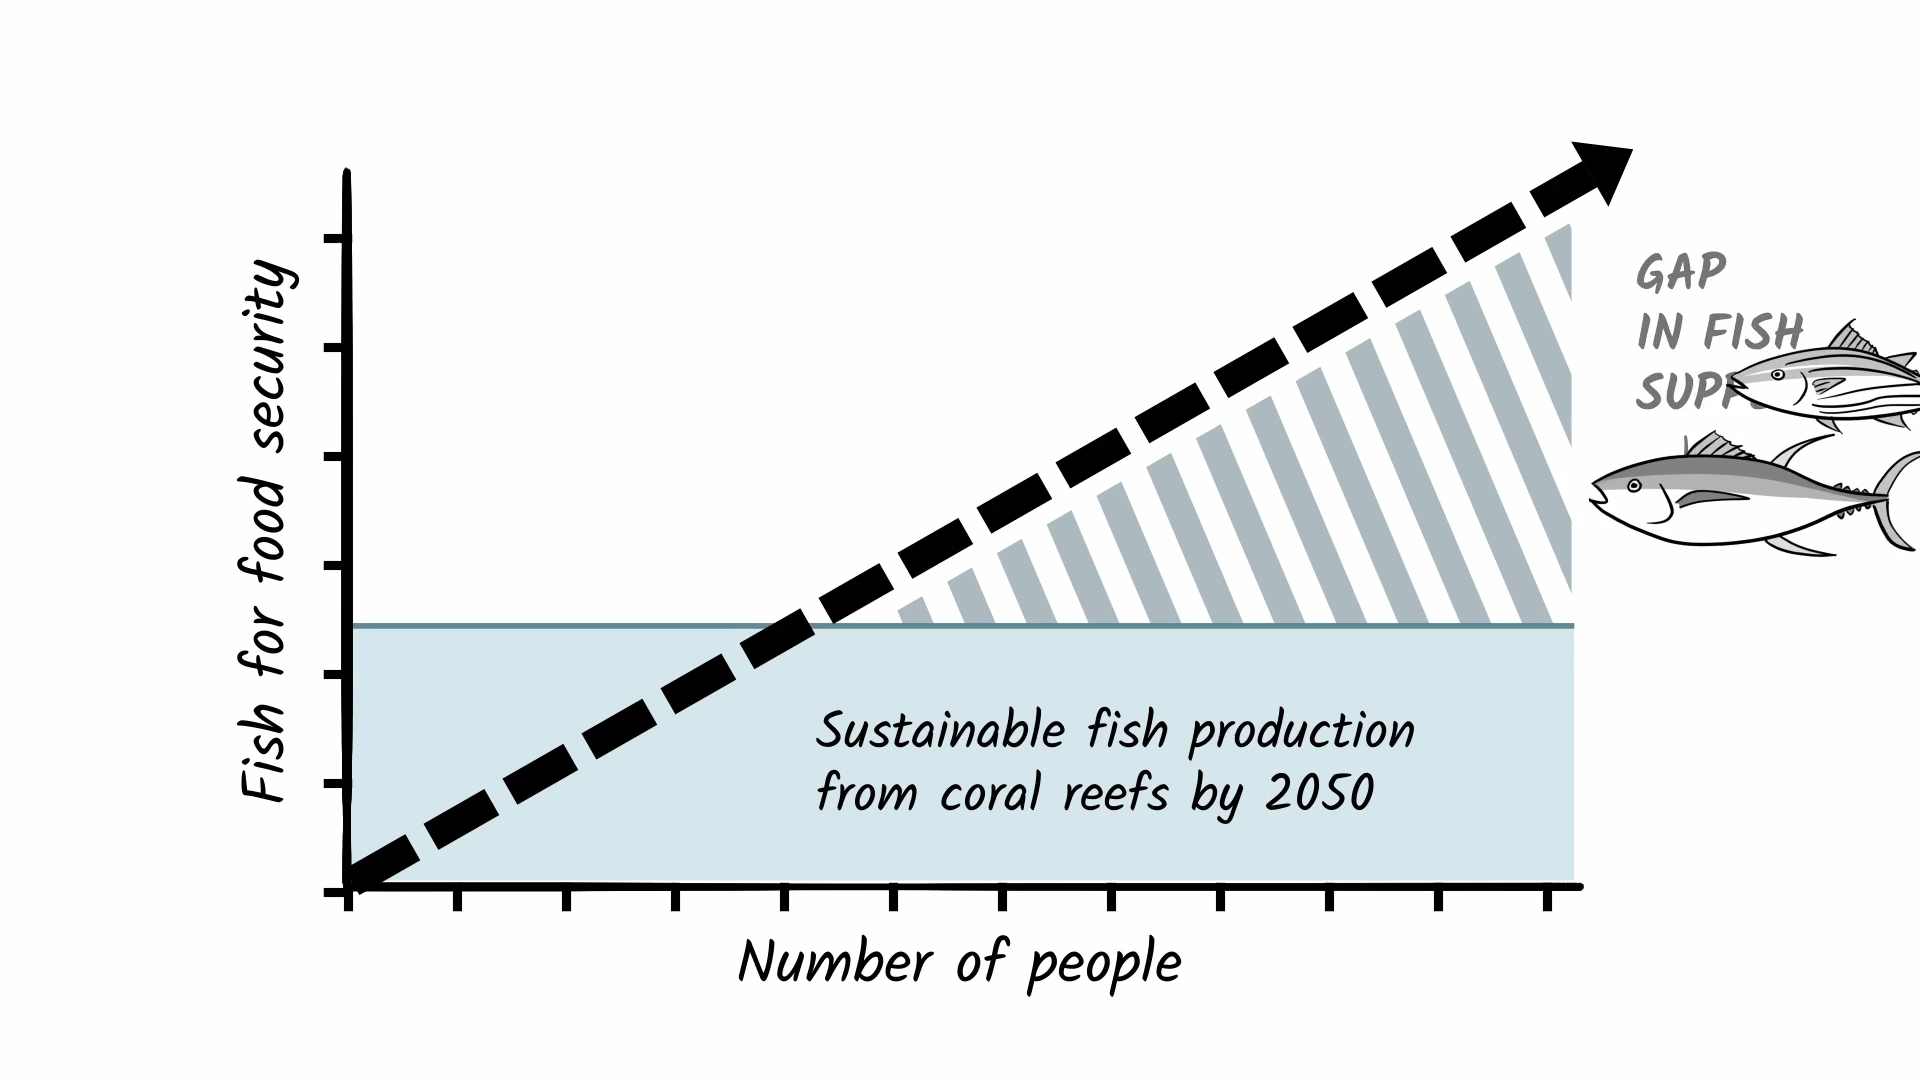 GAP
IN FISH
Fish for food security
Sustainable fish production
from coral reefs by 2050
Number of people